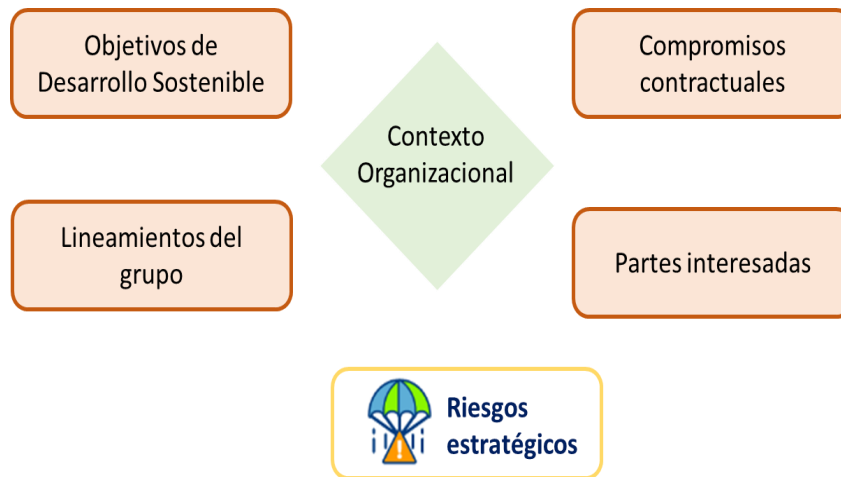 Objetivos de
Desarrollo Sostenible
Compromisos
contractuales
Contexto
Organizacional
Lineamientos del
grupo
Partes interesadas
Riesgos
estratégicos